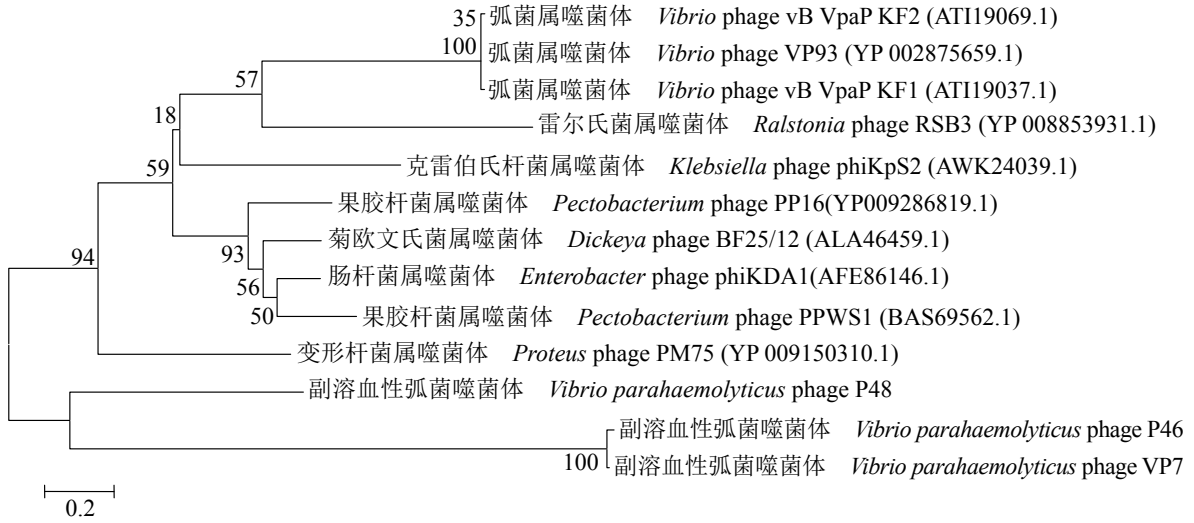 35 弧菌属噬菌体 Vibrio phage vB VpaP KF2 (ATI19069.1)
100 弧菌属噬菌体 Vibrio phage VP93 (YP 002875659.1)
弧菌属噬菌体 Vibrio phage vB VpaP KF1 (ATI19037.1)
57
雷尔氏菌属噬菌体 Ralstonia phage RSB3 (YP 008853931.1)
18
克雷伯氏杆菌属噬菌体 Klebsiella phage phiKpS2 (AWK24039.1)
59
果胶杆菌属噬菌体 Pectobacterium phage PP16(YP009286819.1)
93 菊欧文氏菌属噬菌体 Dickeya phage BF25/12 (ALA46459.1)
94
56 肠杆菌属噬菌体 Enterobacter phage phiKDA1(AFE86146.1)
50 果胶杆菌属噬菌体 Pectobacterium phage PPWS1 (BAS69562.1)
变形杆菌属噬菌体 Proteus phage PM75 (YP 009150310.1)
副溶血性弧菌噬菌体 Vibrio parahaemolyticus phage P48
副溶血性弧菌噬菌体 Vibrio parahaemolyticus phage P46
100 副溶血性弧菌噬菌体 Vibrio parahaemolyticus phage VP7
0.2